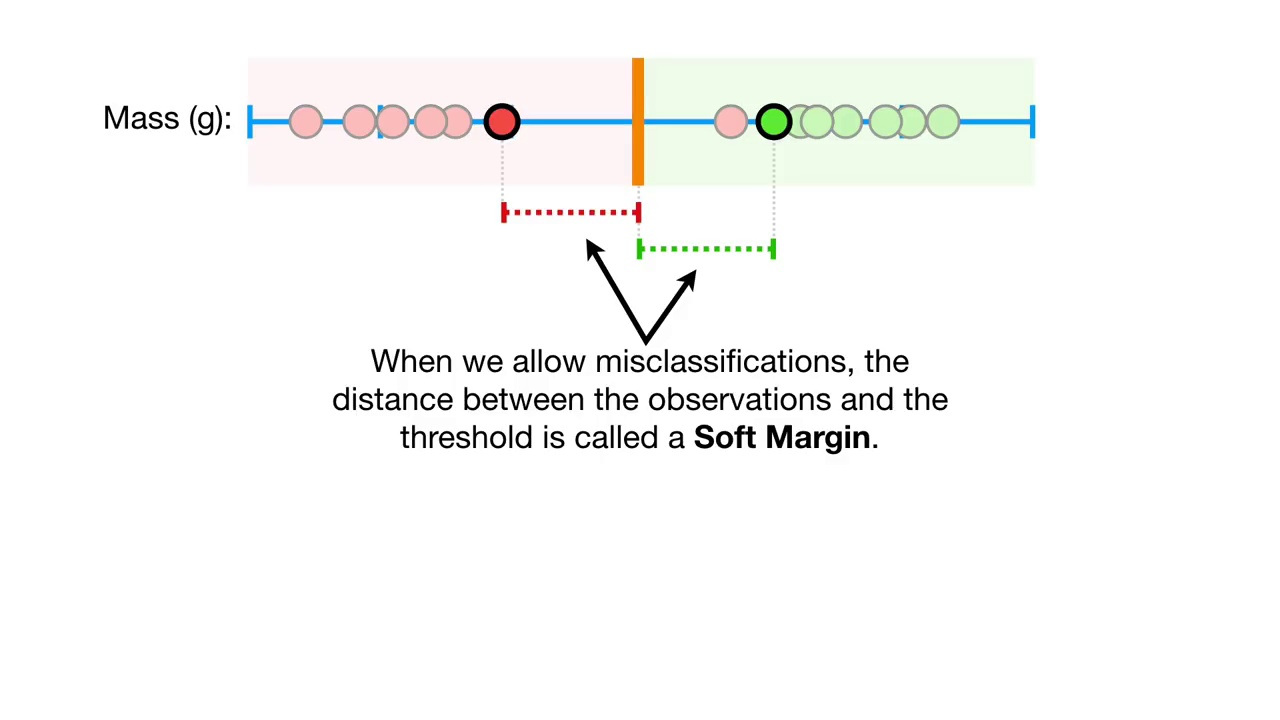 Mass (g):
When we allow misclassifications, the
distance between the observations and the
threshold is called a Soft Margin.